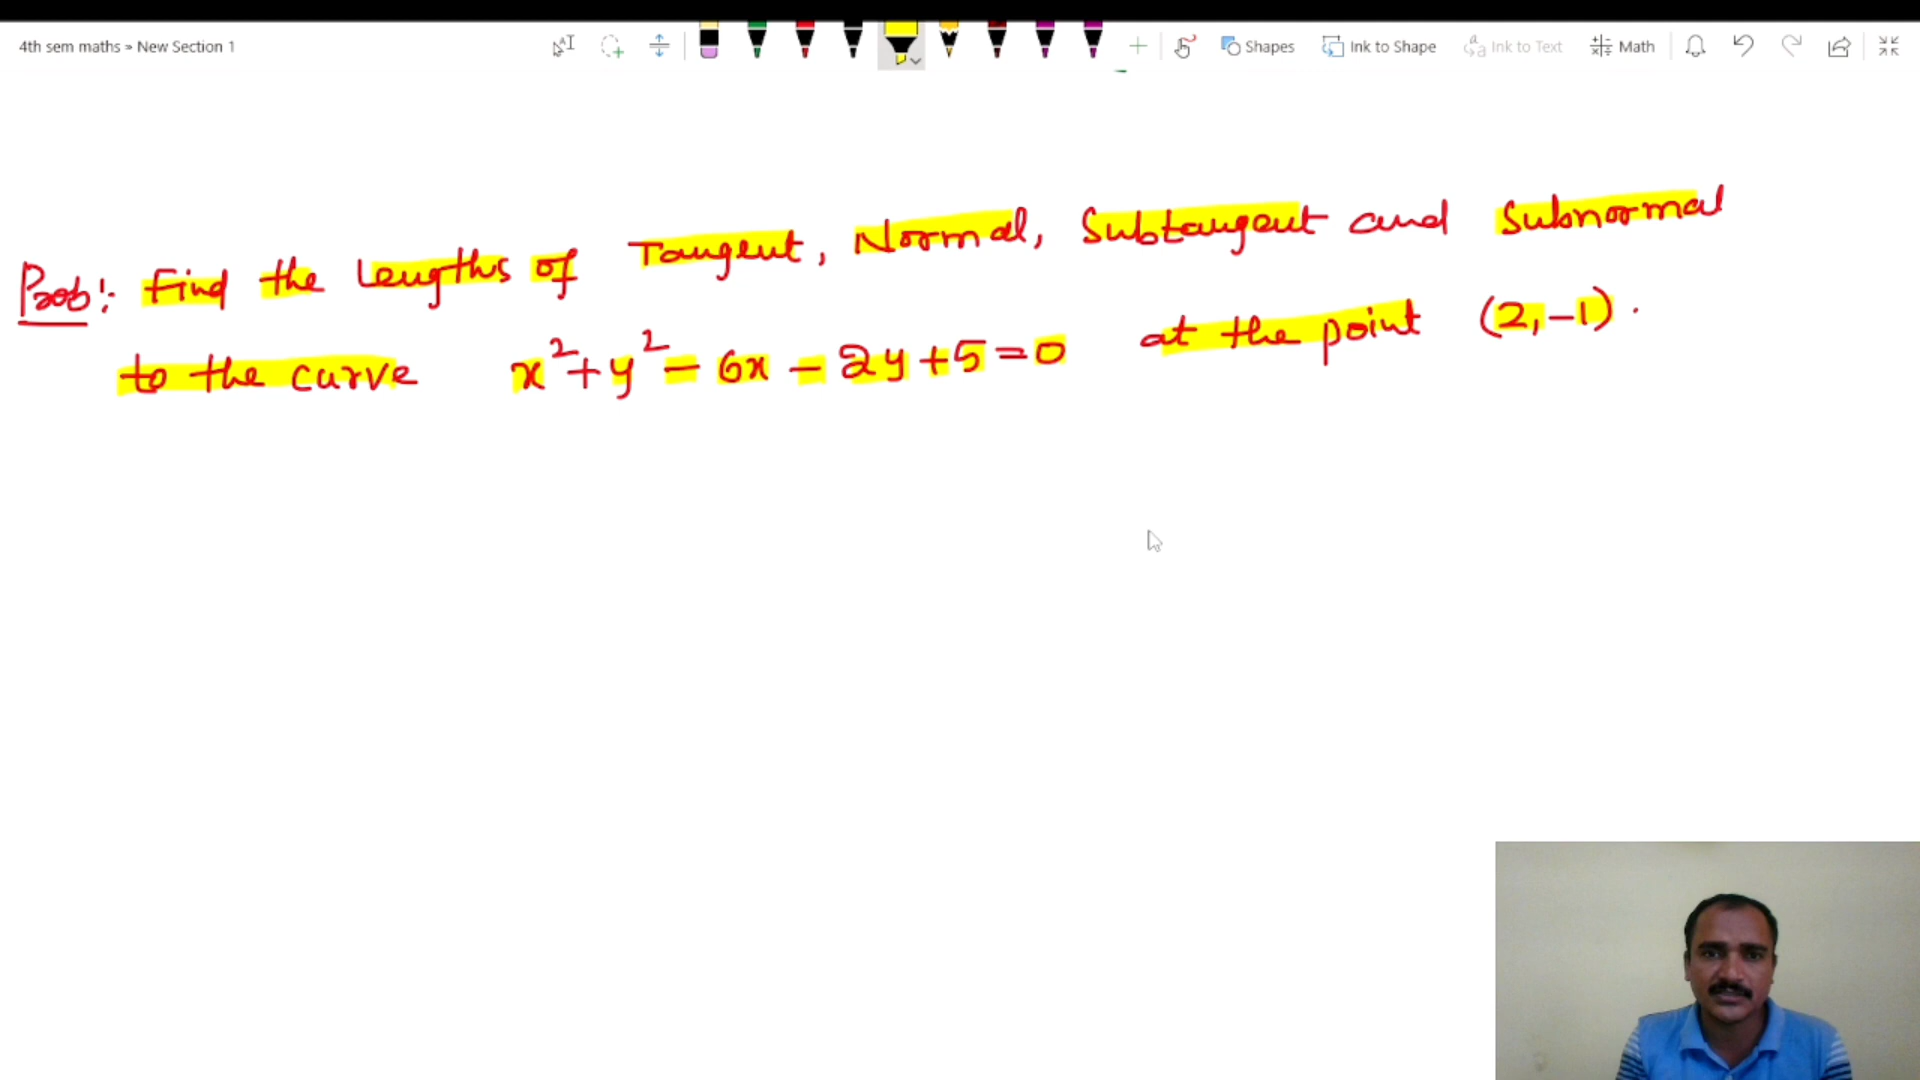 4th sem maths » New Section 1
Shapes
Ink to Shape
Ink to Text
Math
Prob: Find the Lengths of Tangent, Normal, Subtangent and Subnormal
to the curve x²+y²-6x-2y+5=0 at the point (2,-1).